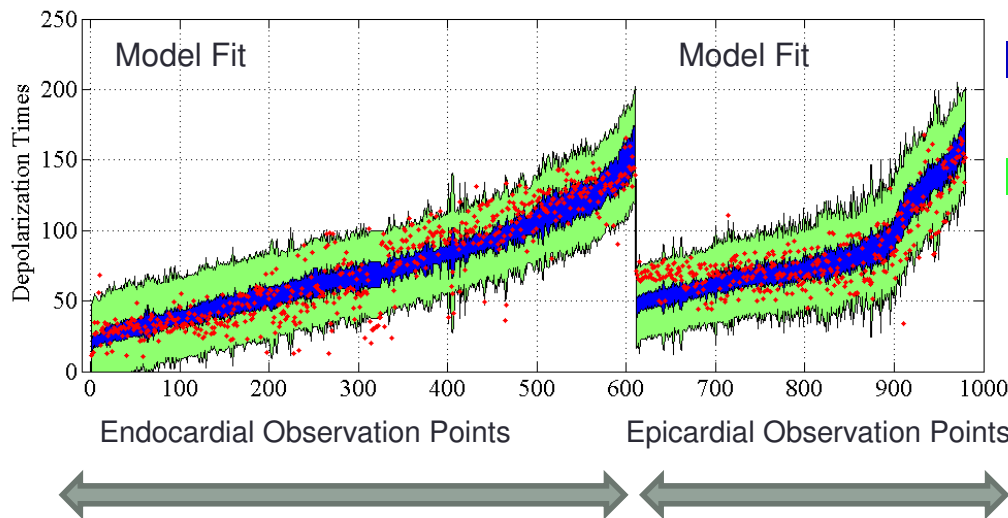 250
200
150
100
50
0
Depolarization Times
Model Fit
Model Fit
0 100 200 300 400 500 600 700 800 900 1000
Endocardial Observation Points
Epicardial Observation Points